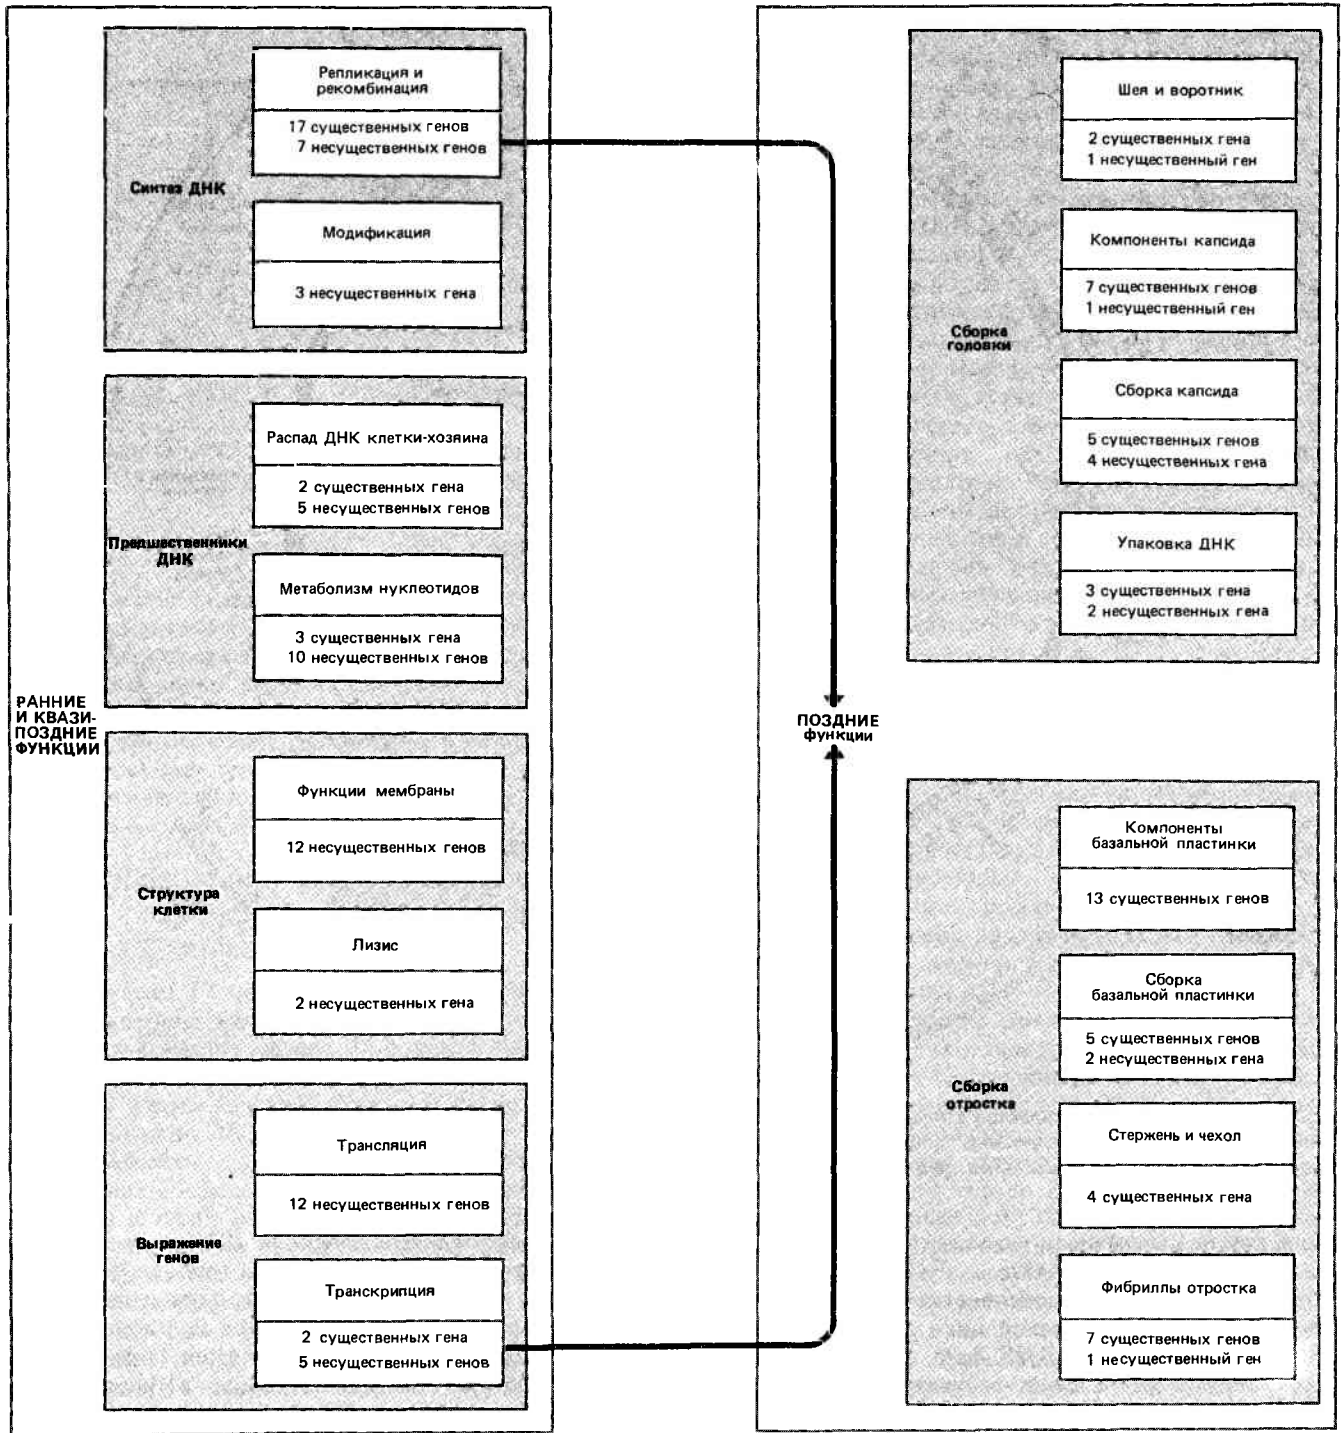 РАННИЕ
И КВАЗИ-
ПОЗДНИЕ
ФУНКЦИИ
Синтез ДНК
Репликация и
рекомбинация
17 существенных генов
7 несущественных генов
Модификация
3 несущественных гена
Предшественники
ДНК
Распад ДНК клетки-хозяина
2 существенных гена
5 несущественных генов
Метаболизм нуклеотидов
3 существенных гена
10 несущественных генов
Структура
клетки
Функции мембраны
12 несущественных генов
Лизис
2 несущественных гена
Выражение
генов
Трансляция
12 несущественных генов
Транскрипция
2 существенных гена
5 несущественных генов
ПОЗДНИЕ
функции
Сборка
головки
Шея и воротник
2 существенных гена
1 несущественный ген
Компоненты капсида
7 существенных генов
1 несущественный ген
Сборка капсида
5 существенных генов
4 несущественных гена
Упаковка ДНК
3 существенных гена
2 несущественных гена
Сборка
отростка
Компоненты
базальной пластинки
13 существенных генов
Сборка
базальной пластинки
5 существенных генов
2 несущественных гена
Стержень и чехол
4 существенных гена
Фибриллы отростка
7 существенных генов
1 несущественный ген